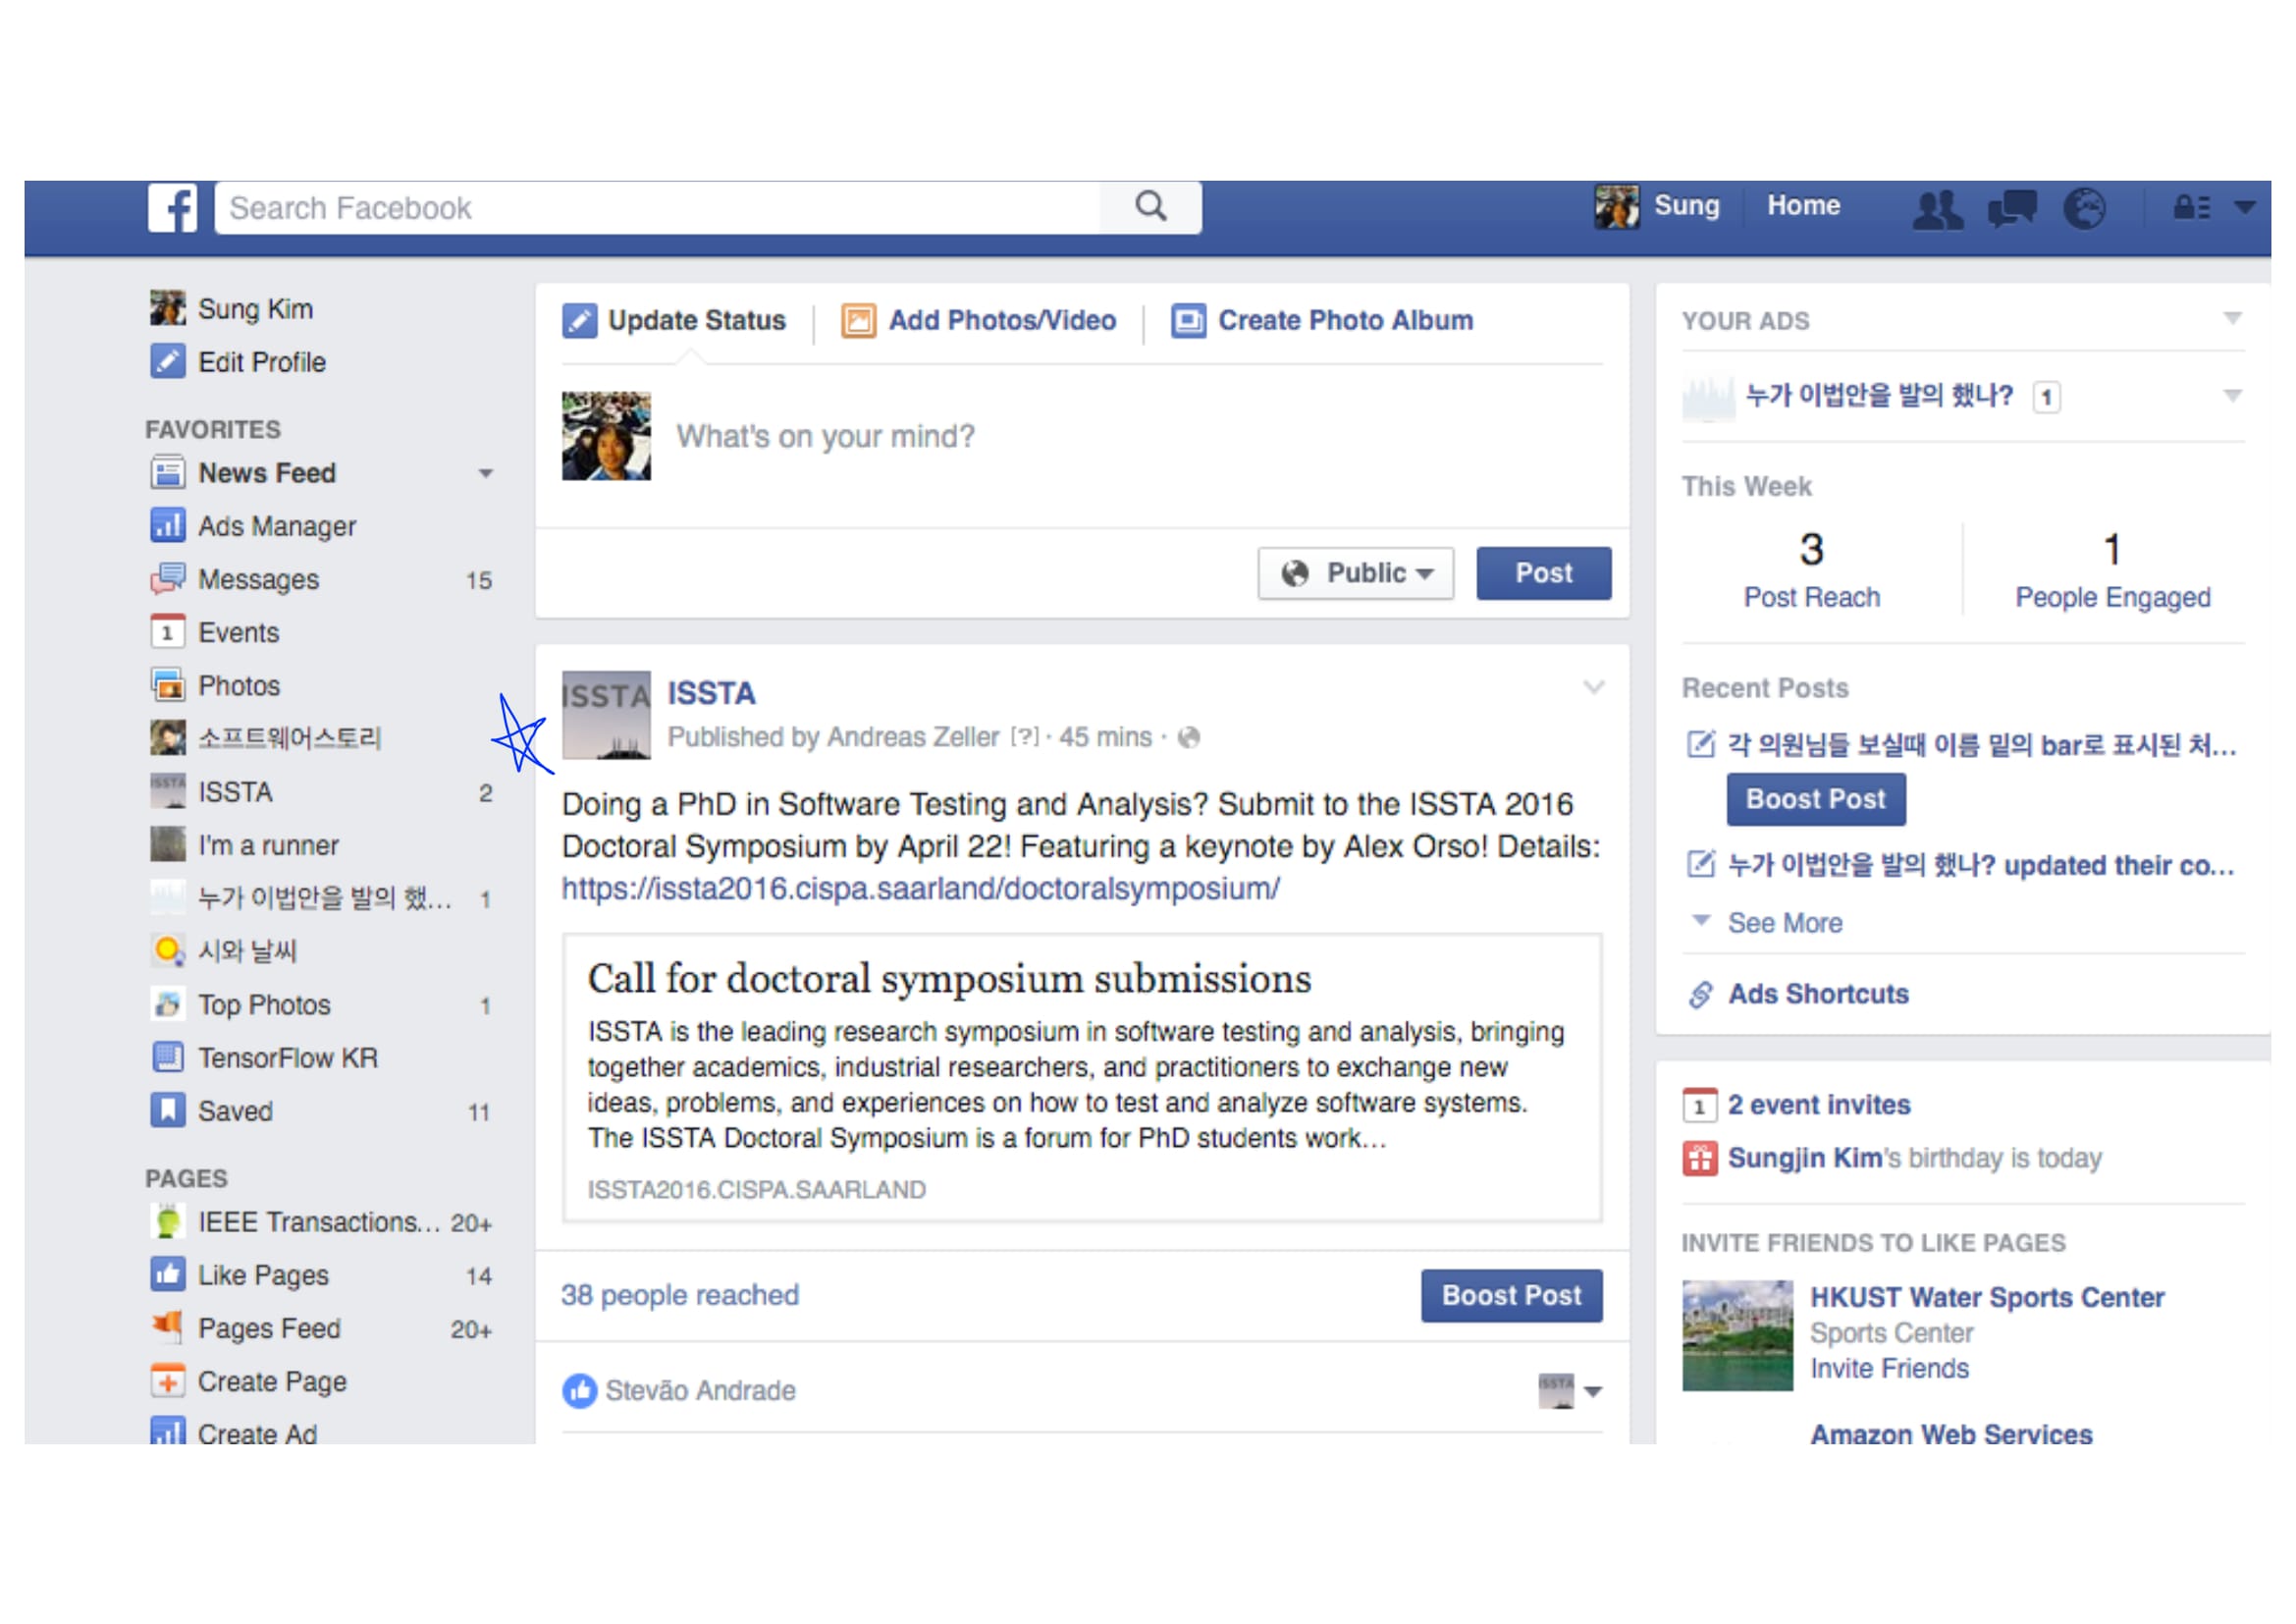 Search Facebook
Sung
Home
Sung Kim
Edit Profile
FAVORITES
News Feed
Ads Manager
Messages 15
1 Events
Photos
소프트웨어스토리
ISSTA 2
I'm a runner
누가 이법안을 발의 했... 1
시와 날씨
Top Photos 1
TensorFlow KR
Saved 11
PAGES
IEEE Transactions... 20+
Like Pages 14
Pages Feed 20+
Create Page
Create Ad
Update Status
Add Photos/Video
Create Photo Album
What's on your mind?
Public
Post
ISSTA
ISSTA
Published by Andreas Zeller [?] · 45 mins ·
Doing a PhD in Software Testing and Analysis? Submit to the ISSTA 2016
Doctoral Symposium by April 22! Featuring a keynote by Alex Orso! Details:
https://issta2016.cispa.saarland/doctoralsymposium/
Call for doctoral symposium submissions
ISSTA is the leading research symposium in software testing and analysis, bringing
together academics, industrial researchers, and practitioners to exchange new
ideas, problems, and experiences on how to test and analyze software systems.
The ISSTA Doctoral Symposium is a forum for PhD students work...
ISSTA2016.CISPA.SAARLAND
38 people reached
Boost Post
Stevão Andrade
ISSTA
YOUR ADS
누가 이법안을 발의 했나? 1
This Week
3
Post Reach
1
People Engaged
Recent Posts
각 의원님들 보실때 이름 밑의 bar로 표시된 처...
Boost Post
누가 이법안을 발의 했나? updated their co...
See More
Ads Shortcuts
1 2 event invites
Sungjin Kim's birthday is today
INVITE FRIENDS TO LIKE PAGES
HKUST Water Sports Center
Sports Center
Invite Friends
Amazon Web Services